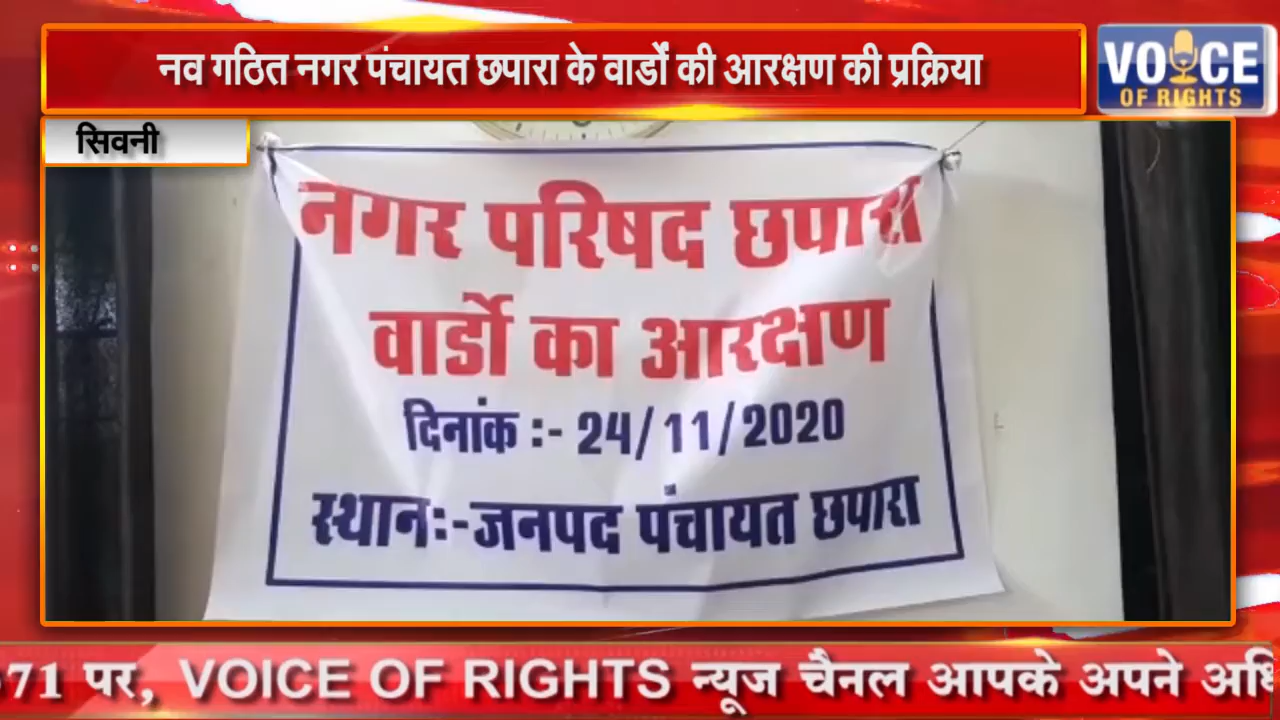 नव गठित नगर पंचायत छपारा के वार्डों की आरक्षण की प्रक्रिया
VOICE
OF RIGHTS
सिवनी
नगर परिषद छपारा
वार्डो का आरक्षण
दिनांक :- 24/11/2020
स्थान:-जनपद पंचायत छपारा
71 पर, VOICE OF RIGHTS न्यूज चैनल आपके अपने